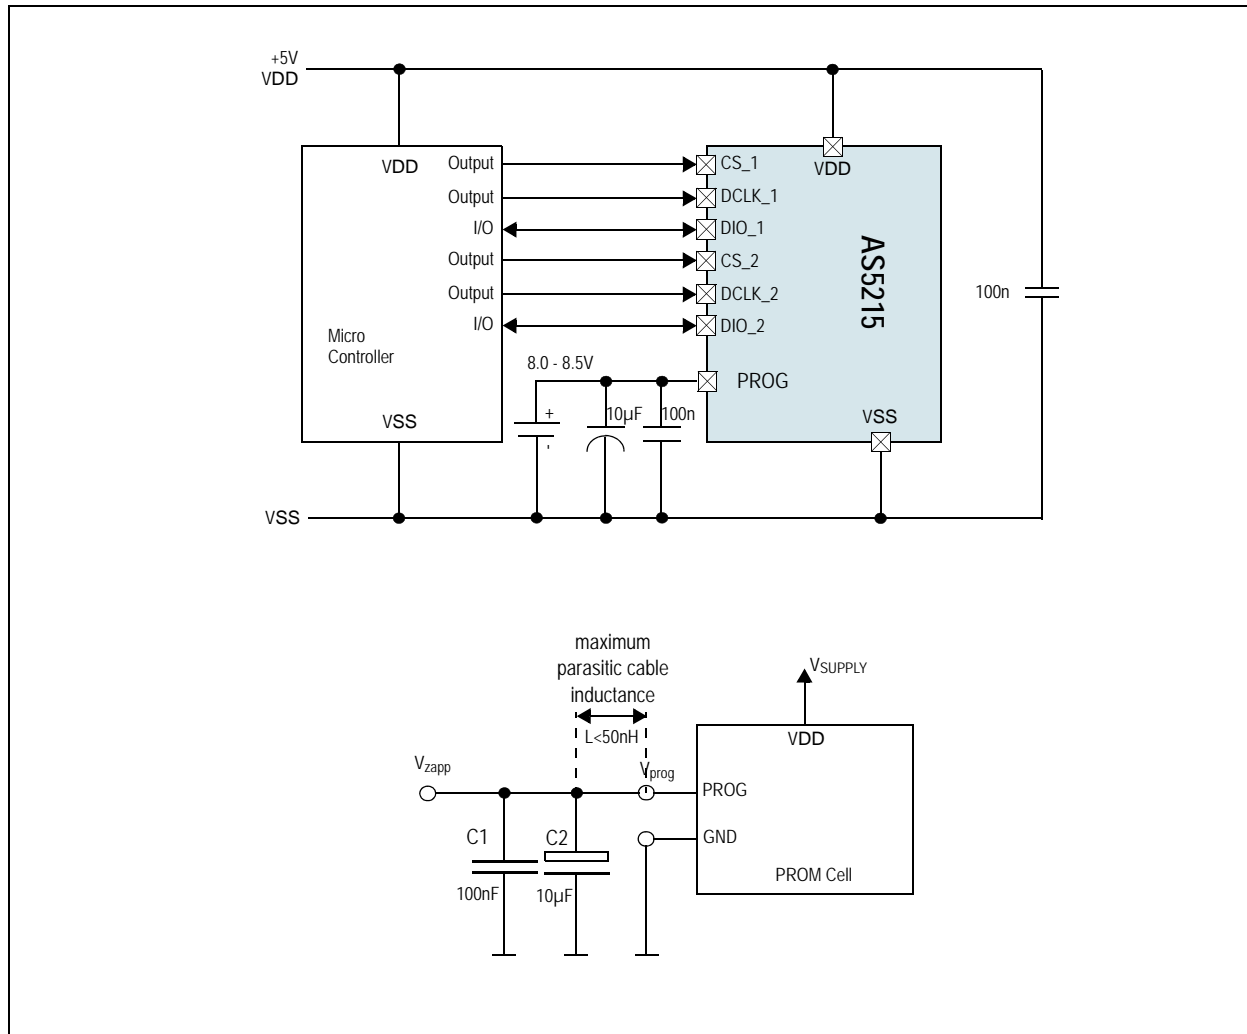 +5V
VDD
VDD
Output
CS_1
VDD
Output
DCLK_1
I/O
DIO_1
Output
CS_2
Output
DCLK_2
I/O
DIO_2
AS5215
100n
Micro
Controller
8.0 - 8.5V
PROG
+
10µF
100n
-
VSS
VSS
VSS
maximum
parasitic cable
inductance
L<50nH
VSUPPLY
VDD
Vzapp
Vprog
PROG
C1
C2
GND
100nF
10µF
PROM Cell